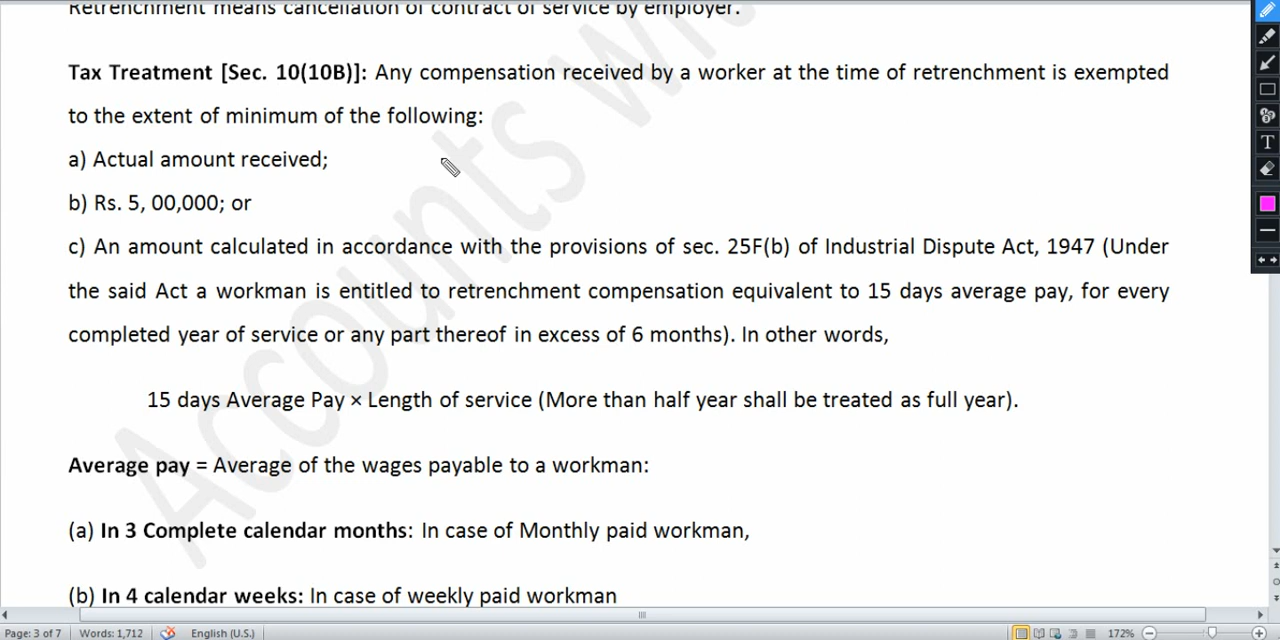 Retrenchment means cancellation of contract of service by employer.
Tax Treatment [Sec. 10(10B)]: Any compensation received by a worker at the time of retrenchment is exempted
to the extent of minimum of the following:
a) Actual amount received;
b) Rs. 5, 00,000; or
c) An amount calculated in accordance with the provisions of sec. 25F(b) of Industrial Dispute Act, 1947 (Under
the said Act a workman is entitled to retrenchment compensation equivalent to 15 days average pay, for every
completed year of service or any part thereof in excess of 6 months). In other words,
15 days Average Pay × Length of service (More than half year shall be treated as full year).
Average pay = Average of the wages payable to a workman:
(a) In 3 Complete calendar months: In case of Monthly paid workman,
(b) In 4 calendar weeks: In case of weekly paid workman
Accounts
Page: 3 of 7 Words: 1,712 English (U.S.) 172%
T